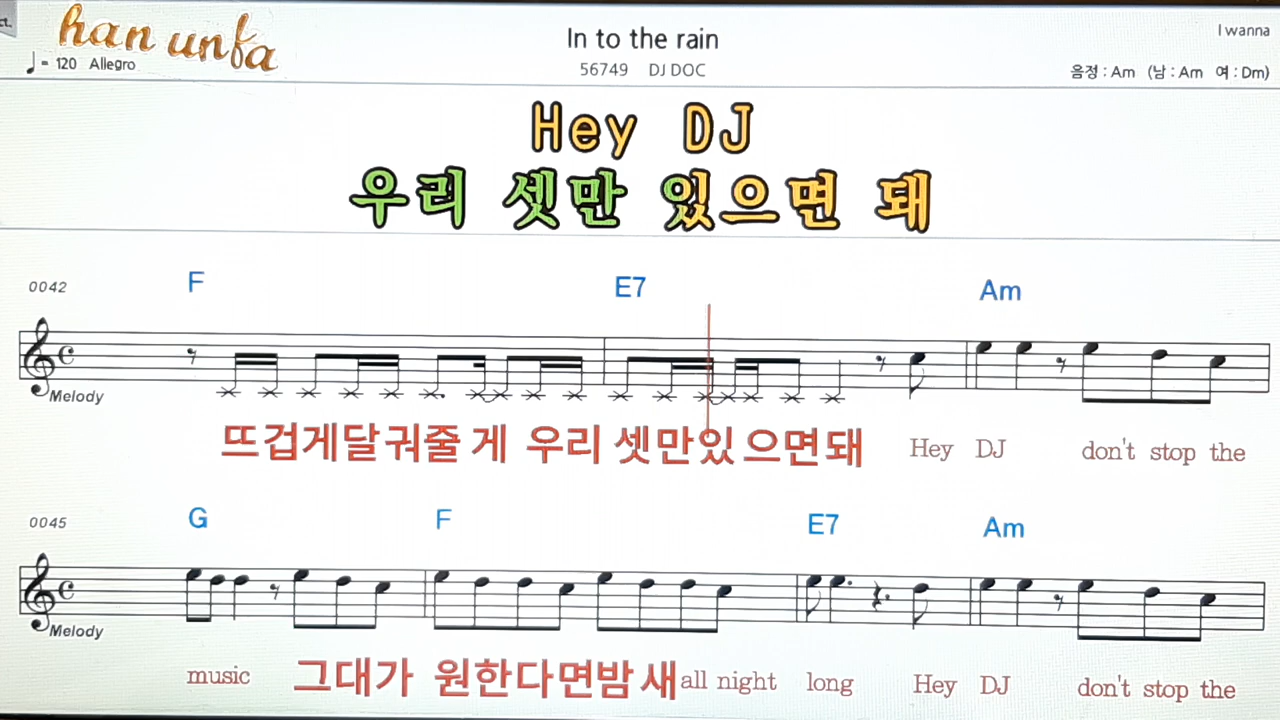 ct.
han unfa
In to the rain
I wanna
♩= 120 Allegro
56749 DJ DOC
음정 : Am (남 : Am 여 : Dm)
Hey DJ
우리 셋만 있으면 돼
0042
F E7 Am
Melody
뜨겁게달궈줄 게 우리 셋만있 으면돼 Hey DJ don't stop the
0045
G F E7 Am
Melody
music 그대가 원한다면밤 새 all night long Hey DJ don't stop the